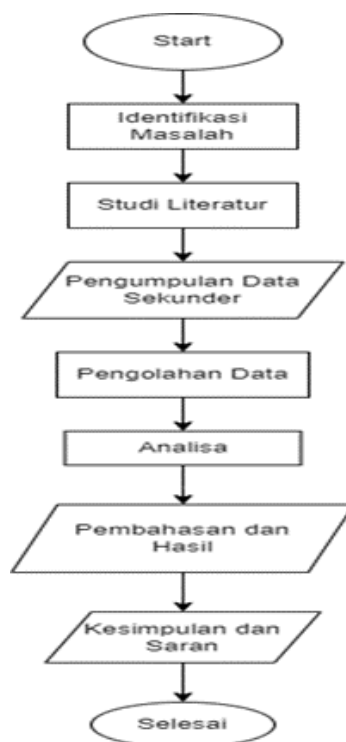 Start
Identifikasi
Masalah
Studi Literatur
Pengumpulan Data
Sekunder
Pengolahan Data
Analisa
Pembahasan dan
Hasil
Kesimpulan dan
Saran
Selesai